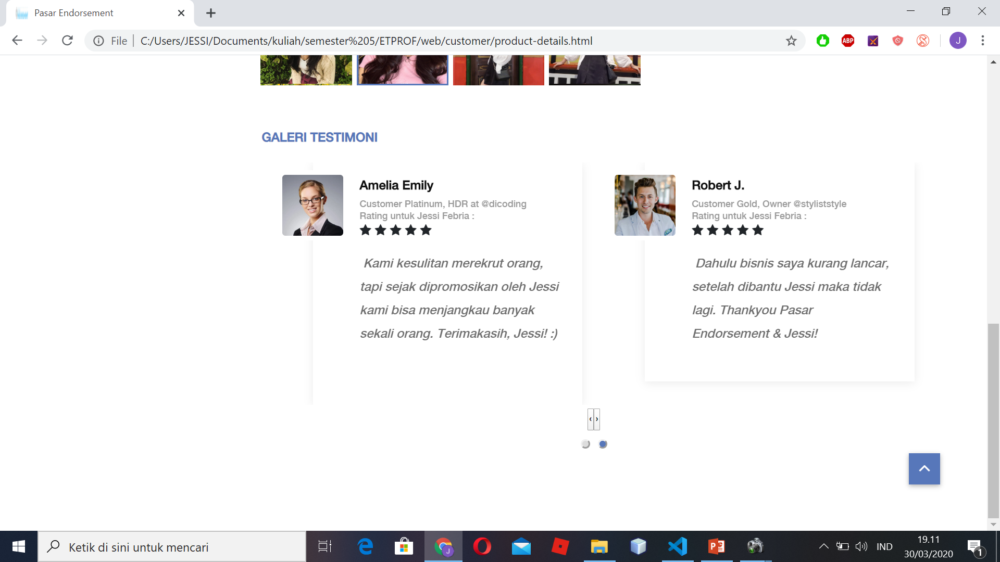 Pasar Endorsement
File
C:/Users/JESSI/Documents/kuliah/semester%205/ETPROF/web/customer/product-details.html
ABP
J
GALERI TESTIMONI
Amelia Emily
Customer Platinum, HDR at @dicoding
Rating untuk Jessi Febria :
Kami kesulitan merekrut orang,
tapi sejak dipromosikan oleh Jessi
kami bisa menjangkau banyak
sekali orang. Terimakasih, Jessi! :)
Robert J.
Customer Gold, Owner @styliststyle
Rating untuk Jessi Febria :
Dahulu bisnis saya kurang lancar,
setelah dibantu Jessi maka tidak
lagi. Thankyou Pasar
Endorsement & Jessi!
‹ ›
Ketik di sini untuk mencari
J
IND
19.11
30/03/2020
1